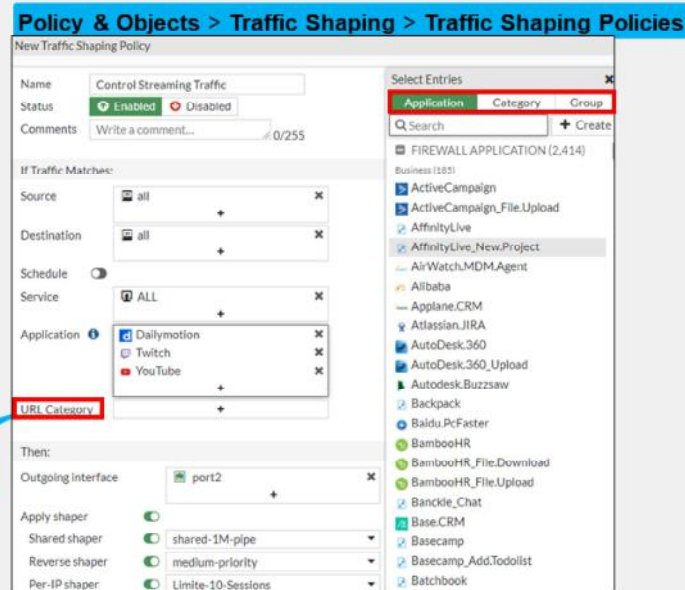 Policy & Objects > Traffic Shaping > Traffic Shaping Policies
New Traffic Shaping Policy
Name Control Streaming Traffic
Status Enabled Disabled
Comments Write a comment... 0/255
If Traffic Matches:
Source all
+
Destination all
+
Schedule
Service ALL
+
Application Dailymotion
Twitch
YouTube
+
URL Category +
Then:
Outgoing interface port2
+
Apply shaper
Shared shaper shared-1M-pipe
Reverse shaper medium-priority
Per-IP shaper Limite-10-Sessions
Select Entries
Application Category Group
Search + Create
FIREWALL APPLICATION (2,414)
Business (185)
ActiveCampaign
ActiveCampaign_File.Upload
AffinityLive
AffinityLive_New.Project
AirWatch.MDM.Agent
Alibaba
Applane.CRM
Atlassian.JIRA
AutoDesk.360
AutoDesk.360_Upload
Autodesk.Buzzsaw
Backpack
Baidu.PcFaster
BambooHR
BambooHR_File.Download
BambooHR_File.Upload
Banckle_Chat
Base.CRM
Basecamp
Basecamp_Add.Todolist
Batchbook